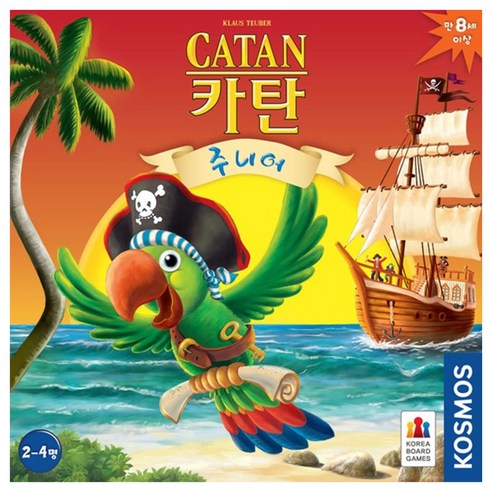 KLAUS TEUBER
CATAN
카탄
주니어
만 8세
이상
2-4명
KOREA
BOARD
GAMES
KOSMOS